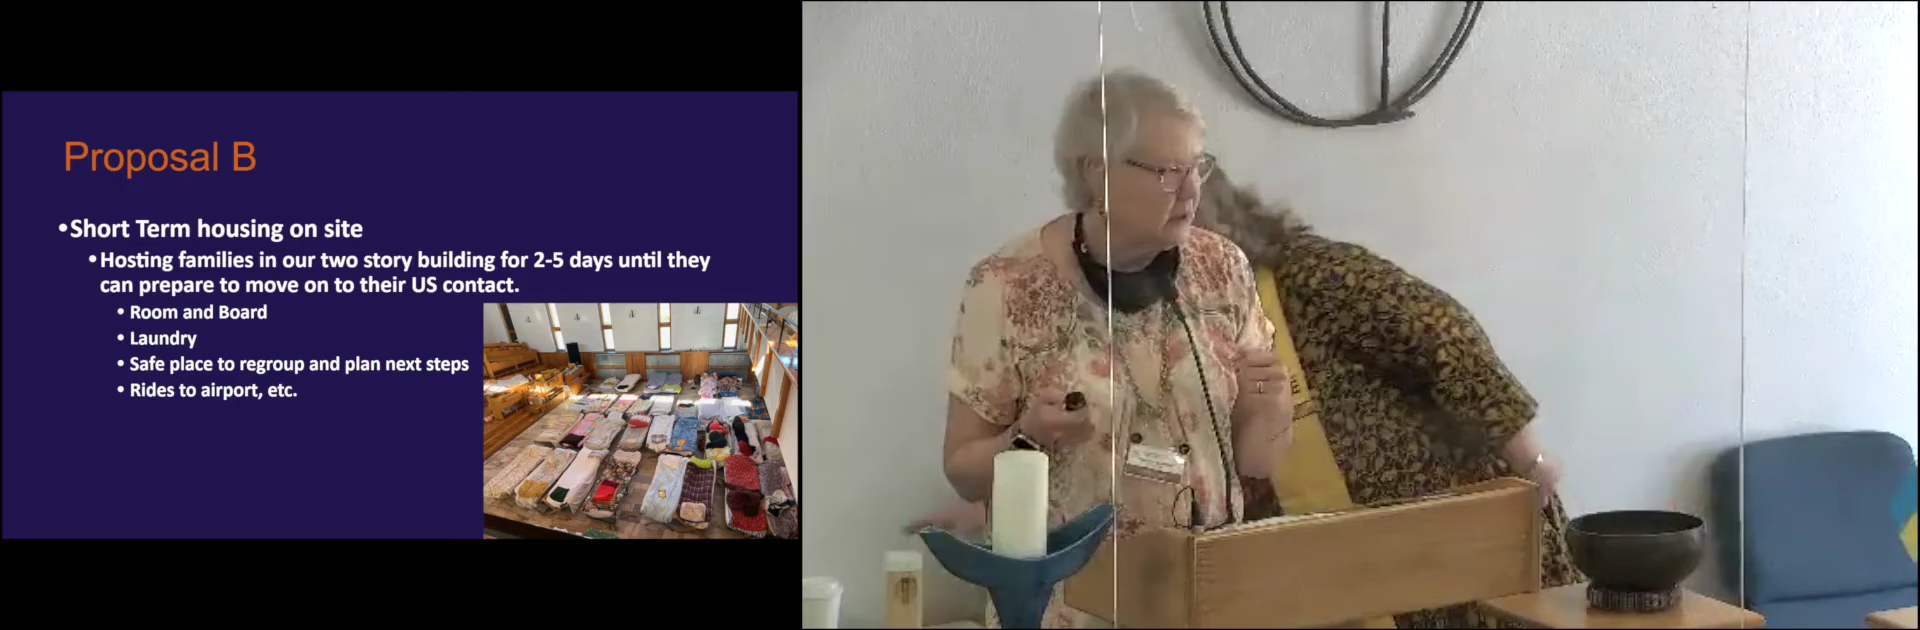 Proposal B
•Short Term housing on site
•Hosting families in our two story building for 2-5 days until they
can prepare to move on to their US contact.
• Room and Board
• Laundry
• Safe place to regroup and plan next steps
• Rides to airport, etc.